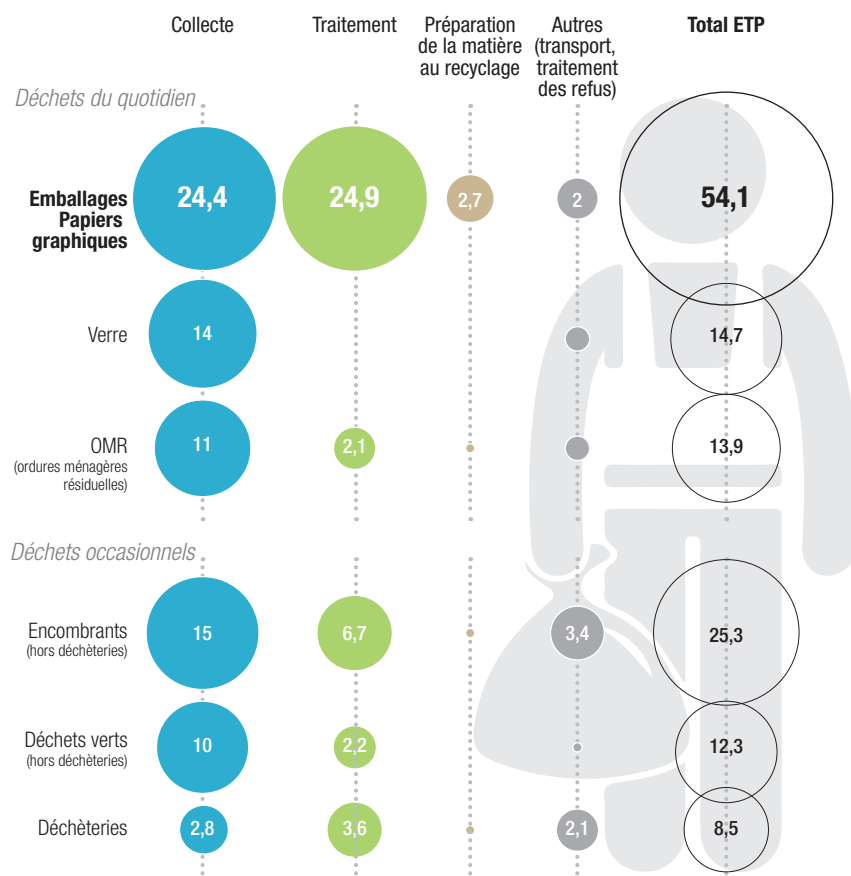 Collecte
Traitement
Préparation
de la matière
au recyclage
Autres
(transport,
traitement
des refus)
Total ETP
Déchets du quotidien
Emballages
Papiers
graphiques
24,4
24,9
2,7
2
54,1
Verre
14
14,7
OMR
(ordures ménagères
résiduelles)
11
2,1
13,9
Déchets occasionnels
Encombrants
(hors déchèteries)
15
6,7
3,4
25,3
Déchets verts
(hors déchèteries)
10
2,2
12,3
Déchèteries
2,8
3,6
2,1
8,5